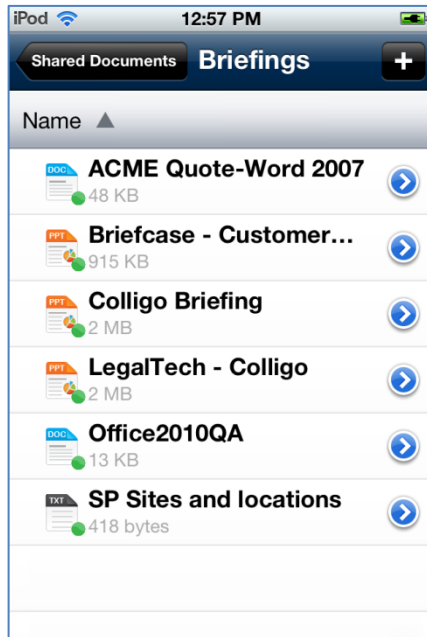 iPod 12:57 PM
Shared Documents Briefings +
Name ▲
DOC ACME Quote-Word 2007
48 KB
PPT Briefcase - Customer...
915 KB
PPT Colligo Briefing
2 MB
PPT LegalTech - Colligo
2 MB
DOC Office2010QA
13 KB
TXT SP Sites and locations
418 bytes